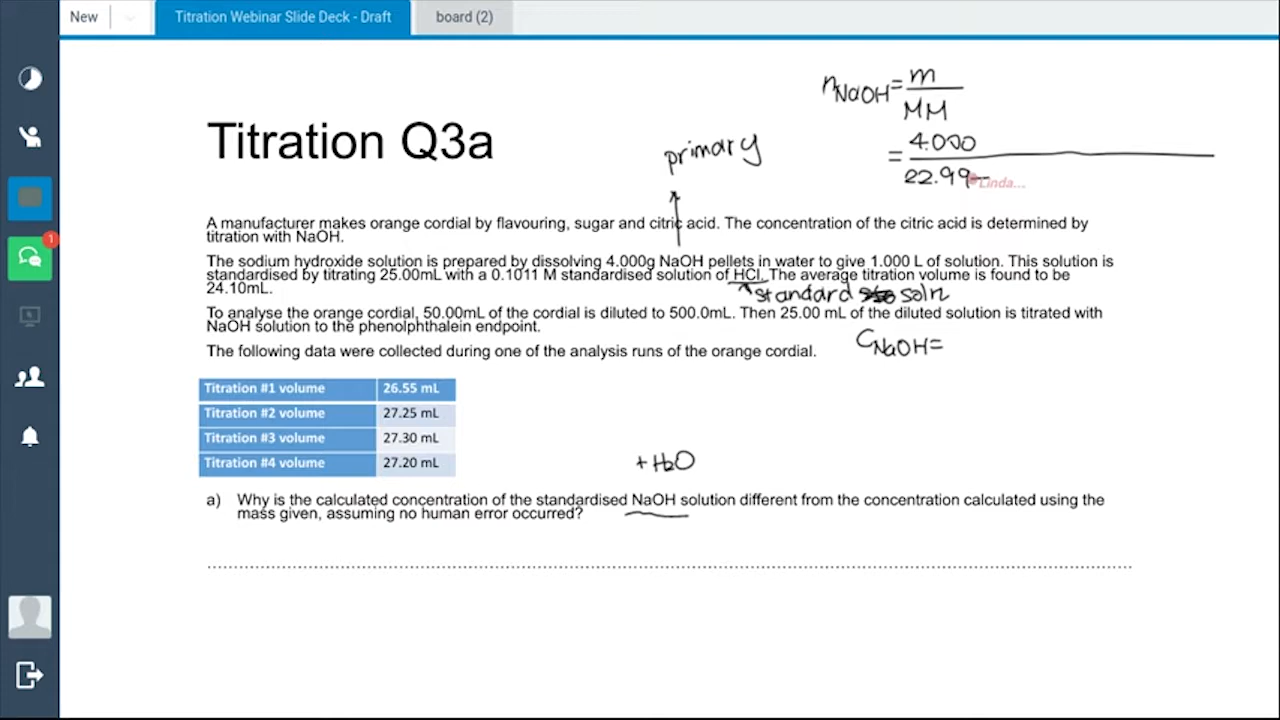 New
Titration Webinar Slide Deck - Draft
board (2)
1
nNaOH = m
MM
= 4.000
22.99
Linda...
Titration Q3a
primary
A manufacturer makes orange cordial by flavouring, sugar and citric acid. The concentration of the citric acid is determined by
titration with NaOH.
The sodium hydroxide solution is prepared by dissolving 4.000g NaOH pellets in water to give 1.000 L of solution. This solution is
standardised by titrating 25.00mL with a 0.1011 M standardised solution of HCl. The average titration volume is found to be
24.10mL.
standard soln
To analyse the orange cordial, 50.00mL of the cordial is diluted to 500.0mL. Then 25.00 mL of the diluted solution is titrated with
NaOH solution to the phenolphthalein endpoint.
CNaOH=
The following data were collected during one of the analysis runs of the orange cordial.
Titration #1 volume 26.55 mL
Titration #2 volume 27.25 mL
Titration #3 volume 27.30 mL
Titration #4 volume 27.20 mL
+ H2O
a) Why is the calculated concentration of the standardised NaOH solution different from the concentration calculated using the
mass given, assuming no human error occurred?